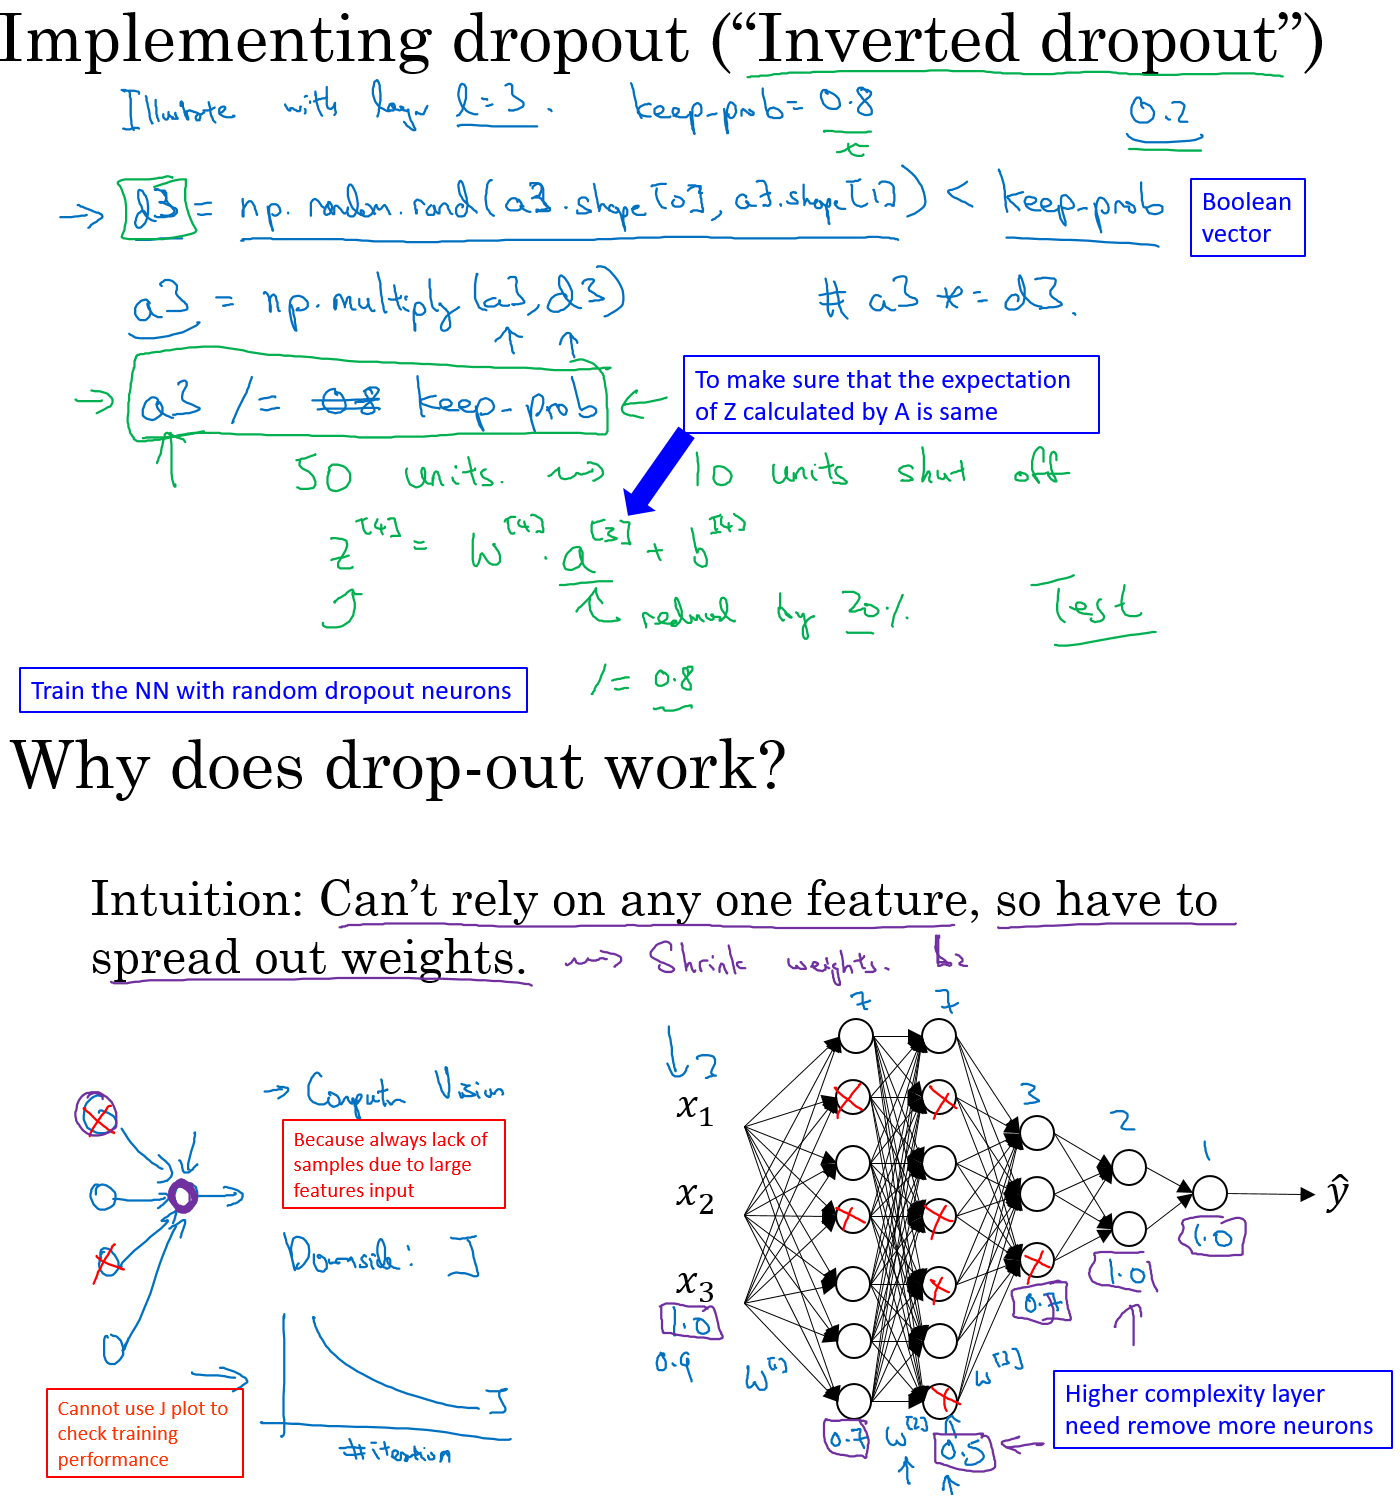 Implementing dropout (“Inverted dropout”)
Illustrate with layer l=3. keep-prob=0.8 0.2
→ d3 = np.random.rand(a3.shape[0], a3.shape[1]) < keep-prob
Boolean
vector
a3 = np.multiply(a3,d3) # a3 *= d3.
→ a3 /= 0.8 keep-prob ←
To make sure that the expectation
of Z calculated by A is same
50 units. → 10 units shut off
z[4] = w[4] · a[3] + b[4]
reduced by 20%
Test
/= 0.8
Train the NN with random dropout neurons
Why does drop-out work?
Intuition: Can’t rely on any one feature, so have to
spread out weights. → Shrink weights. L2
→ Computer Vision
Because always lack of
samples due to large
features input
Downside: J
J
#iteration
Cannot use J plot to
check training
performance
7 7
3
2
1
x1
x2
x3
ŷ
1.0
0.9
w[1]
0.7
w[2]
0.5
w[3]
0.7
1.0
1.0
Higher complexity layer
need remove more neurons